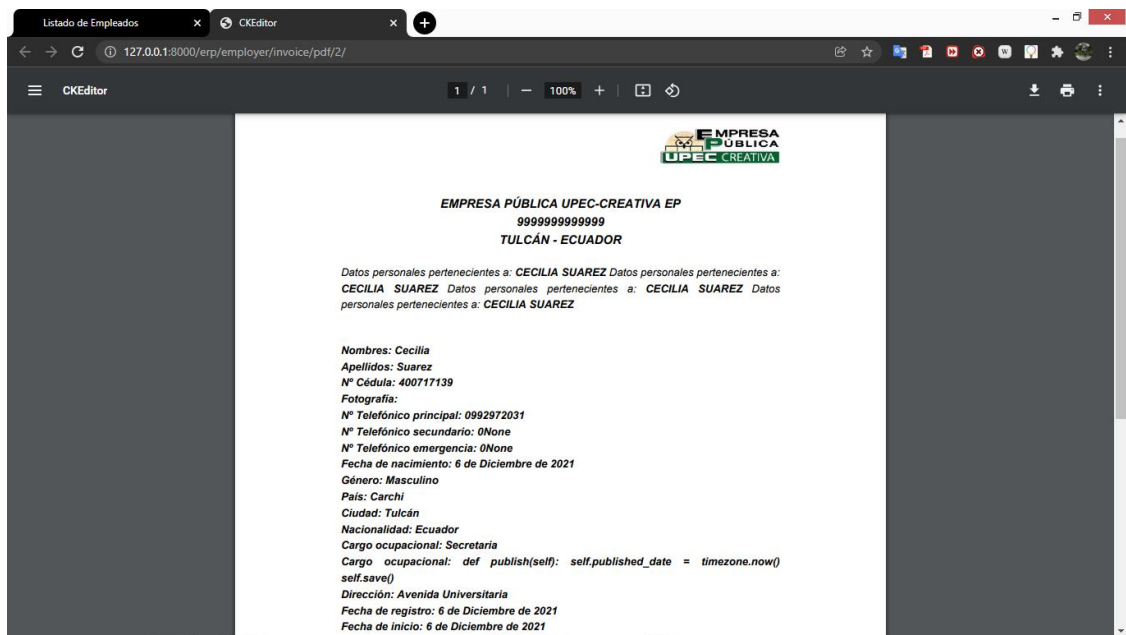 Listado de Empleados
CKEditor
127.0.0.1:8000/erp/employer/invoice/pdf/2/
CKEditor
1 / 1
100%
EMPRESA
PÚBLICA
UPEC CREATIVA
EMPRESA PÚBLICA UPEC-CREATIVA EP
9999999999999
TULCÁN - ECUADOR
Datos personales pertenecientes a: CECILIA SUAREZ Datos personales pertenecientes a:
CECILIA SUAREZ Datos personales pertenecientes a: CECILIA SUAREZ Datos
personales pertenecientes a: CECILIA SUAREZ
Nombres: Cecilia
Apellidos: Suarez
Nº Cédula: 400717139
Fotografía:
Nº Telefónico principal: 0992972031
Nº Telefónico secundario: 0None
Nº Telefónico emergencia: 0None
Fecha de nacimiento: 6 de Diciembre de 2021
Género: Masculino
País: Carchi
Ciudad: Tulcán
Nacionalidad: Ecuador
Cargo ocupacional: Secretaria
Cargo ocupacional: def publish(self): self.published_date = timezone.now()
self.save()
Dirección: Avenida Universitaria
Fecha de registro: 6 de Diciembre de 2021
Fecha de inicio: 6 de Diciembre de 2021